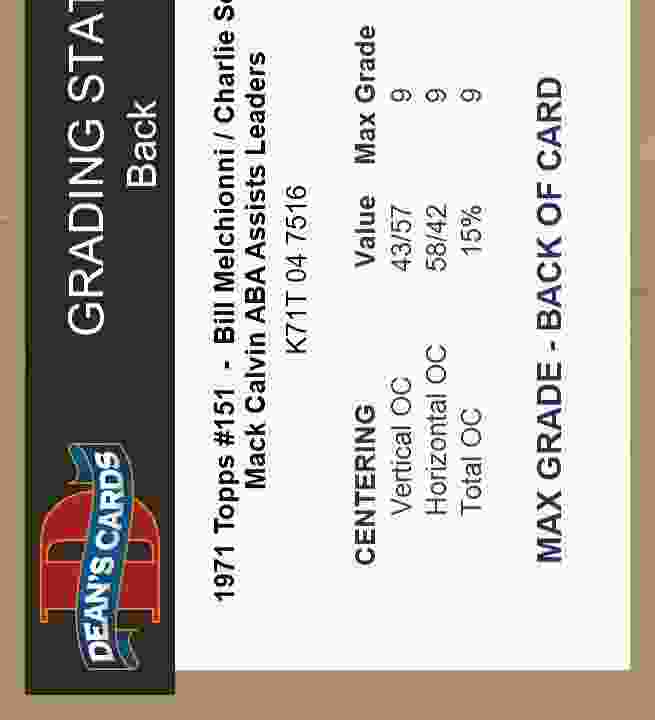 GRADING STAT
Back
DEAN'S CARDS
1971 Topps #151 - Bill Melchionni / Charlie
Mack Calvin ABA Assists Leaders
K71T 04 7516
CENTERING Value Max Grade
Vertical OC 43/57 9
Horizontal OC 58/42 9
Total OC 15% 9
MAX GRADE - BACK OF CARD